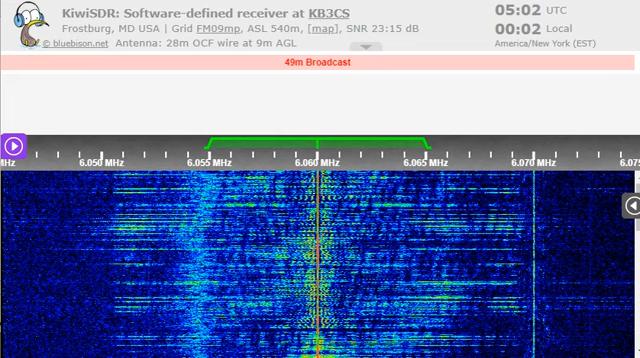 KiwiSDR: Software-defined receiver at KB3CS
Frostburg, MD USA | Grid FM09mp, ASL 540m, [map], SNR 23:15 dB
© bluebison.net Antenna: 28m OCF wire at 9m AGL
05:02 UTC
00:02 Local
America/New York (EST)
49m Broadcast
MHz 6.050 MHz 6.055 MHz 6.060 MHz 6.065 MHz 6.070 MHz 6.075